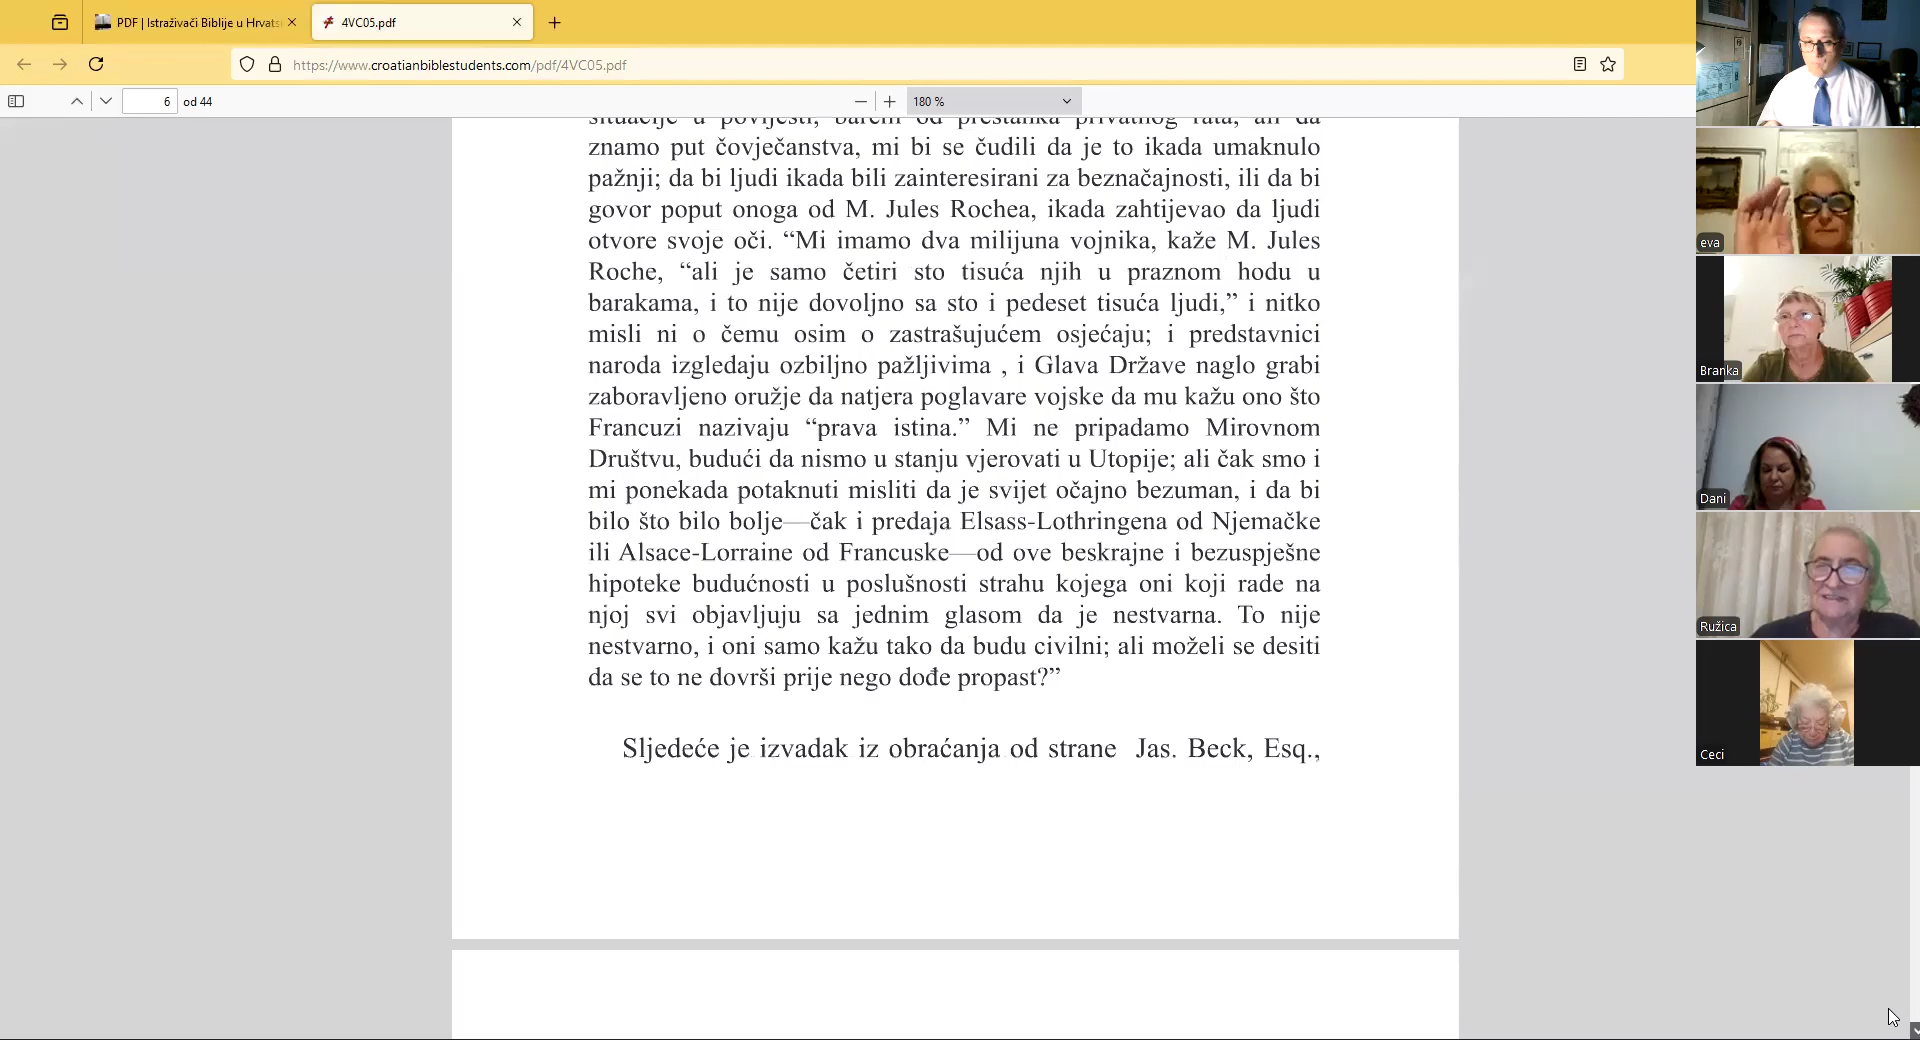 PDF | Istraživači Biblije u Hrvats
4VC05.pdf
https://www.croatianbiblestudents.com/pdf/4VC05.pdf
6 od 44
180 %
situacije u povijesti, barem od prestanka privatnog rata, ali da
znamo put čovječanstva, mi bi se čudili da je to ikada umaknulo
pažnji; da bi ljudi ikada bili zainteresirani za beznačajnosti, ili da bi
govor poput onoga od M. Jules Rochea, ikada zahtijevao da ljudi
otvore svoje oči. “Mi imamo dva milijuna vojnika, kaže M. Jules
Roche, “ali je samo četiri sto tisuća njih u praznom hodu u
barakama, i to nije dovoljno sa sto i pedeset tisuća ljudi,” i nitko
misli ni o čemu osim o zastrašujućem osjećaju; i predstavnici
naroda izgledaju ozbiljno pažljivima , i Glava Države naglo grabi
zaboravljeno oružje da natjera poglavare vojske da mu kažu ono što
Francuzi nazivaju “prava istina.” Mi ne pripadamo Mirovnom
Društvu, budući da nismo u stanju vjerovati u Utopije; ali čak smo i
mi ponekada potaknuti misliti da je svijet očajno bezuman, i da bi
bilo što bilo bolje—čak i predaja Elsass-Lothringena od Njemačke
ili Alsace-Lorraine od Francuske—od ove beskrajne i bezuspješne
hipoteke budućnosti u poslušnosti strahu kojega oni koji rade na
njoj svi objavljuju sa jednim glasom da je nestvarna. To nije
nestvarno, i oni samo kažu tako da budu civilni; ali moželi se desiti
da se to ne dovrši prije nego dođe propast?”
Sljedeće je izvadak iz obraćanja od strane Jas. Beck, Esq.,
eva
Branka
Dani
Ružica
Ceci